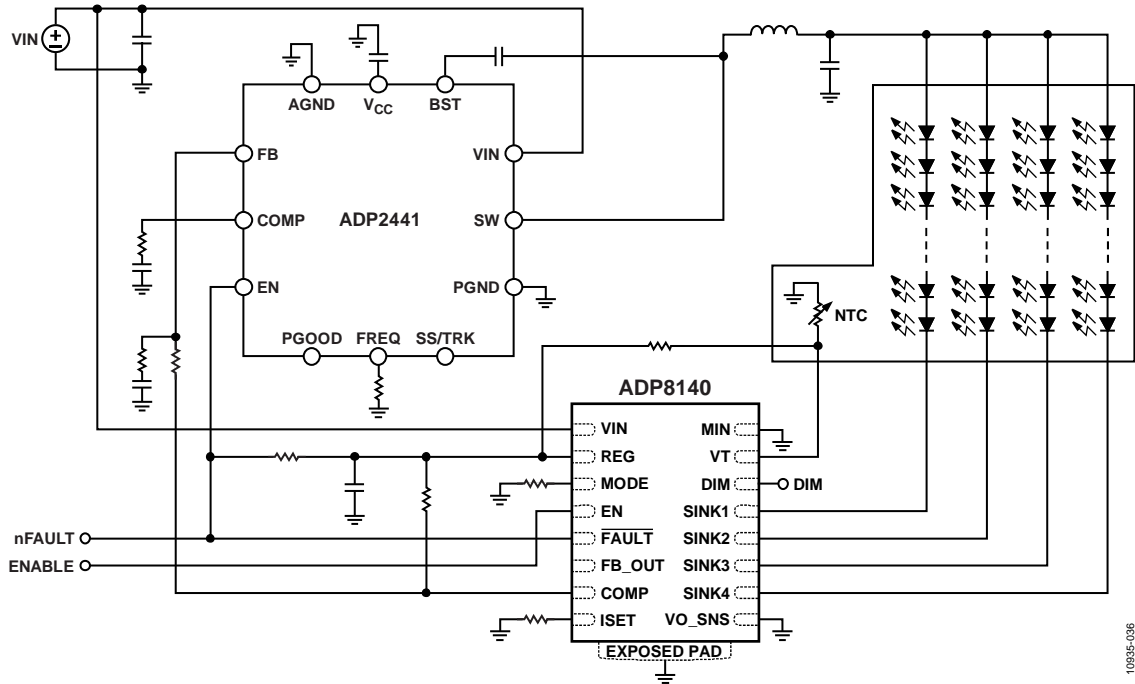 VIN
AGND
VCC
BST
FB
VIN
COMP
ADP2441
SW
EN
PGND
NTC
PGOOD
FREQ
SS/TRK
ADP8140
VIN
MIN
REG
VT
MODE
DIM
DIM
EN
SINK1
nFAULT
FAULT
SINK2
ENABLE
FB_OUT
SINK3
COMP
SINK4
ISET
VO_SNS
EXPOSED PAD
10935-036